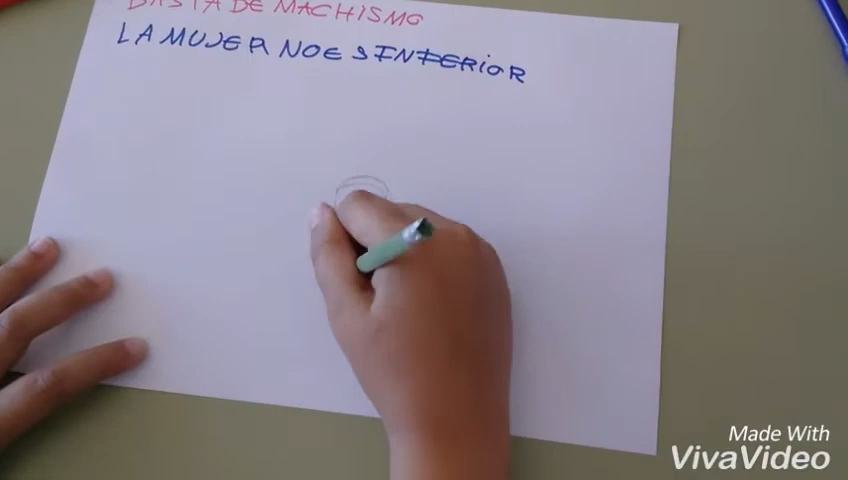 BASTA DE MACHISMO
LA MUJER NO ES INFERIOR
Made With
VivaVideo